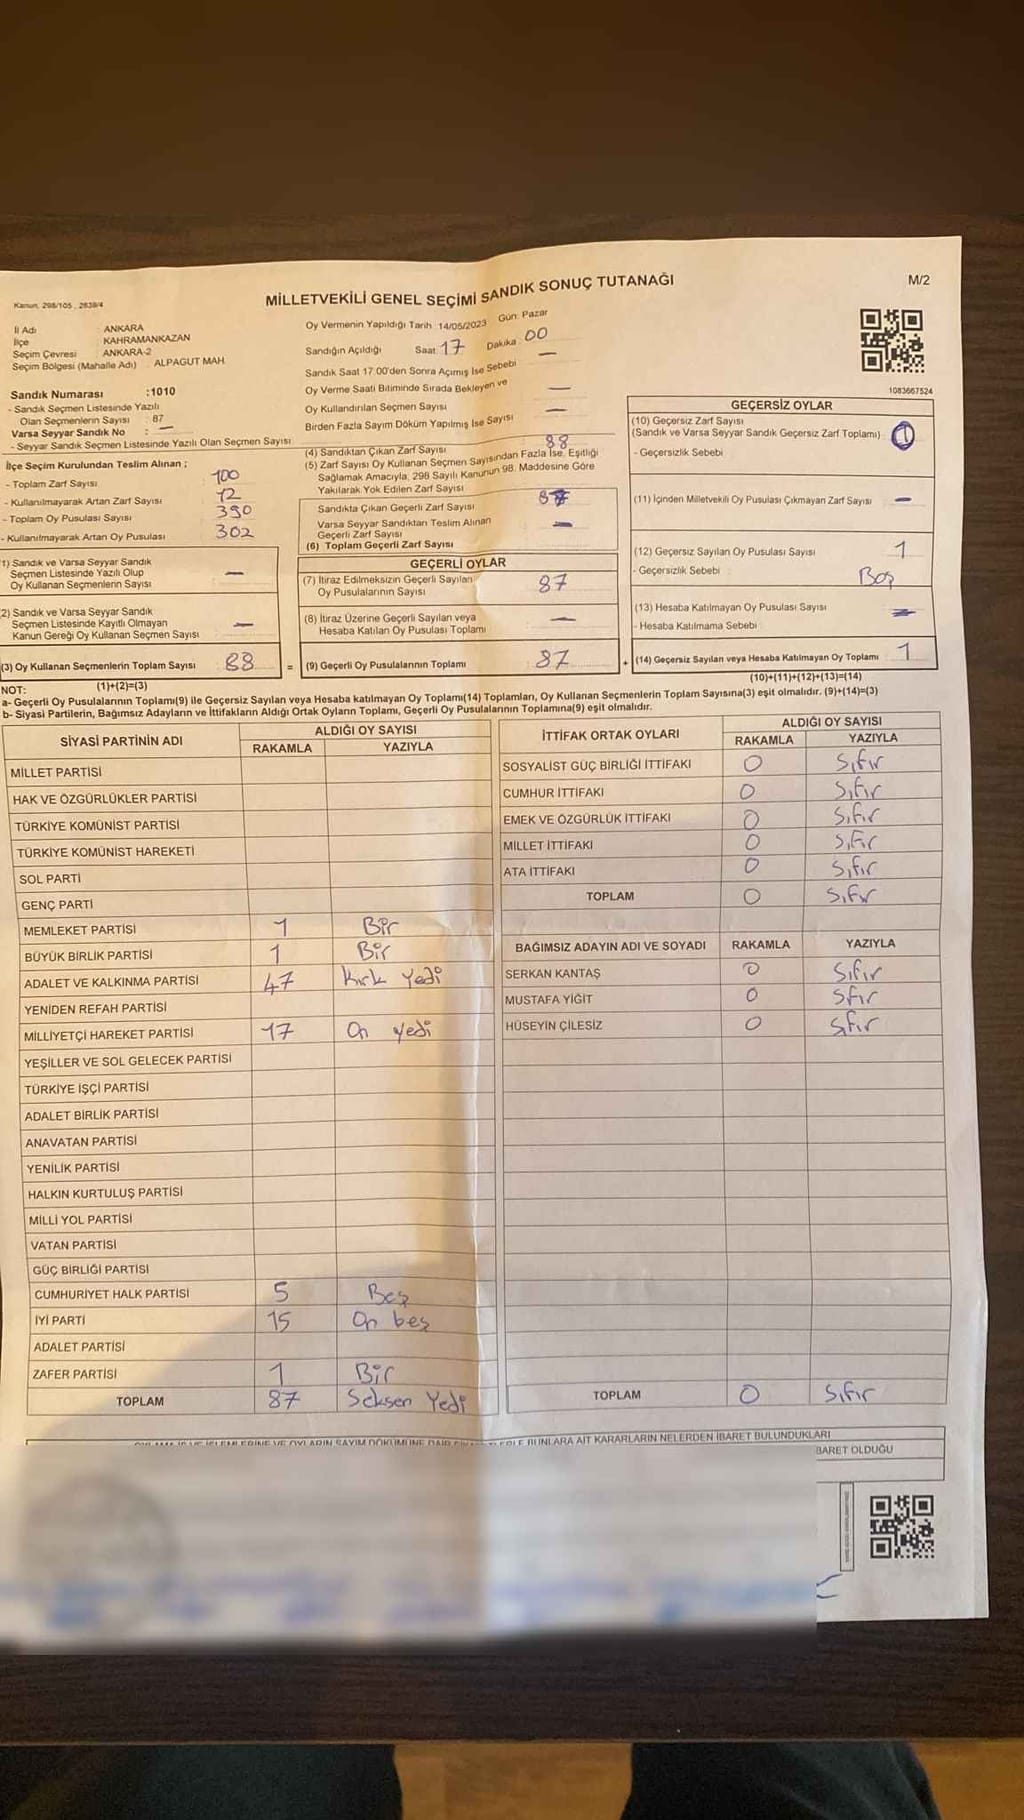 MİLLETVEKİLİ GENEL SEÇİMİ SANDIK SONUÇ TUTANAĞI
M/2
Kanun, 298/105 , 2839/4
İl Adı : ANKARA
İlçe : KAHRAMANKAZAN
Seçim Çevresi : ANKARA-2
Seçim Bölgesi (Mahalle Adı) : ALPAGUT MAH
Sandık Numarası :1010
- Sandık Seçmen Listesinde Yazılı
Olan Seçmenlerin Sayısı : 87
Varsa Seyyar Sandık No : —
- Seyyar Sandık Seçmen Listesinde Yazılı Olan Seçmen Sayısı
İlçe Seçim Kurulundan Teslim Alınan ;
- Toplam Zarf Sayısı 100
- Kullanılmayarak Artan Zarf Sayısı 12
- Toplam Oy Pusulası Sayısı 390
- Kullanılmayarak Artan Oy Pusulası 302
Oy Vermenin Yapıldığı Tarih : 14/05/2023 Gün: Pazar
Sandığın Açıldığı Saat 17 Dakika 00
Sandık Saat 17:00'den Sonra Açımış İse Sebebi —
Oy Verme Saati Bitiminde Sırada Bekleyen ve
Oy Kullandırılan Seçmen Sayısı —
Birden Fazla Sayım Döküm Yapılmış İse Sayısı —
(4) Sandıktan Çıkan Zarf Sayısı 88
(5) Zarf Sayısı Oy Kullanan Seçmen Sayısından Fazla İse, Eşitliği
Sağlamak Amacıyla, 298 Sayılı Kanunun 98. Maddesine Göre
Yakılarak Yok Edilen Zarf Sayısı
Sandıkta Çıkan Geçerli Zarf Sayısı 87
Varsa Seyyar Sandıktan Teslim Alınan
Geçerli Zarf Sayısı —
(6) Toplam Geçerli Zarf Sayısı
1083667524
GEÇERSİZ OYLAR
(10) Geçersiz Zarf Sayısı
(Sandık ve Varsa Seyyar Sandık Geçersiz Zarf Toplamı)
- Geçersizlik Sebebi
(11) İçinden Milletvekili Oy Pusulası Çıkmayan Zarf Sayısı —
(12) Geçersiz Sayılan Oy Pusulası Sayısı 1
- Geçersizlik Sebebi Boş
(13) Hesaba Katılmayan Oy Pusulası Sayısı
- Hesaba Katılmama Sebebi
(14) Geçersiz Sayılan veya Hesaba Katılmayan Oy Toplamı 1
(10)+(11)+(12)+(13)=(14)
1) Sandık ve Varsa Seyyar Sandık
Seçmen Listesinde Yazılı Olup
Oy Kullanan Seçmenlerin Sayısı —
2) Sandık ve Varsa Seyyar Sandık
Seçmen Listesinde Kayıtlı Olmayan
Kanun Gereği Oy Kullanan Seçmen Sayısı —
(3) Oy Kullanan Seçmenlerin Toplam Sayısı 88 =
(1)+(2)=(3)
GEÇERLİ OYLAR
(7) İtiraz Edilmeksizin Geçerli Sayılan
Oy Pusulalarının Sayısı 87
(8) İtiraz Üzerine Geçerli Sayılan veya
Hesaba Katılan Oy Pusulası Toplamı —
(9) Geçerli Oy Pusulalarının Toplamı 87 +
NOT:
a- Geçerli Oy Pusulalarının Toplamı(9) ile Geçersiz Sayılan veya Hesaba katılmayan Oy Toplamı(14) Toplamları, Oy Kullanan Seçmenlerin Toplam Sayısına(3) eşit olmalıdır. (9)+(14)=(3)
b- Siyasi Partilerin, Bağımsız Adayların ve İttifakların Aldığı Ortak Oyların Toplamı, Geçerli Oy Pusulalarının Toplamına(9) eşit olmalıdır.
SİYASİ PARTİNİN ADI ALDIĞI OY SAYISI
RAKAMLA YAZIYLA
MİLLET PARTİSİ
HAK VE ÖZGÜRLÜKLER PARTİSİ
TÜRKİYE KOMÜNİST PARTİSİ
TÜRKİYE KOMÜNİST HAREKETİ
SOL PARTİ
GENÇ PARTİ
MEMLEKET PARTİSİ 1 Bir
BÜYÜK BİRLİK PARTİSİ 1 Bir
ADALET VE KALKINMA PARTİSİ 47 Kırk Yedi
YENİDEN REFAH PARTİSİ
MİLLİYETÇİ HAREKET PARTİSİ 17 On yedi
YEŞİLLER VE SOL GELECEK PARTİSİ
TÜRKİYE İŞÇİ PARTİSİ
ADALET BİRLİK PARTİSİ
ANAVATAN PARTİSİ
YENİLİK PARTİSİ
HALKIN KURTULUŞ PARTİSİ
MİLLİ YOL PARTİSİ
VATAN PARTİSİ
GÜÇ BİRLİĞİ PARTİSİ
CUMHURİYET HALK PARTİSİ 5 Beş
İYİ PARTİ 15 On beş
ADALET PARTİSİ
ZAFER PARTİSİ 1 Bir
TOPLAM 87 Seksen Yedi
İTTİFAK ORTAK OYLARI ALDIĞI OY SAYISI
RAKAMLA YAZIYLA
SOSYALİST GÜÇ BİRLİĞİ İTTİFAKI 0 Sıfır
CUMHUR İTTİFAKI 0 Sıfır
EMEK VE ÖZGÜRLÜK İTTİFAKI 0 Sıfır
MİLLET İTTİFAKI 0 Sıfır
ATA İTTİFAKI 0 Sıfır
TOPLAM 0 Sıfır
BAĞIMSIZ ADAYIN ADI VE SOYADI RAKAMLA YAZIYLA
SERKAN KANTAŞ 0 Sıfır
MUSTAFA YİĞİT 0 Sfır
HÜSEYİN ÇİLESİZ 0 Sfır
TOPLAM 0 Sıfır
BUNLARA AİT KARARLARIN NELERDEN İBARET BULUNDUKLARI
BARET OLDUĞU